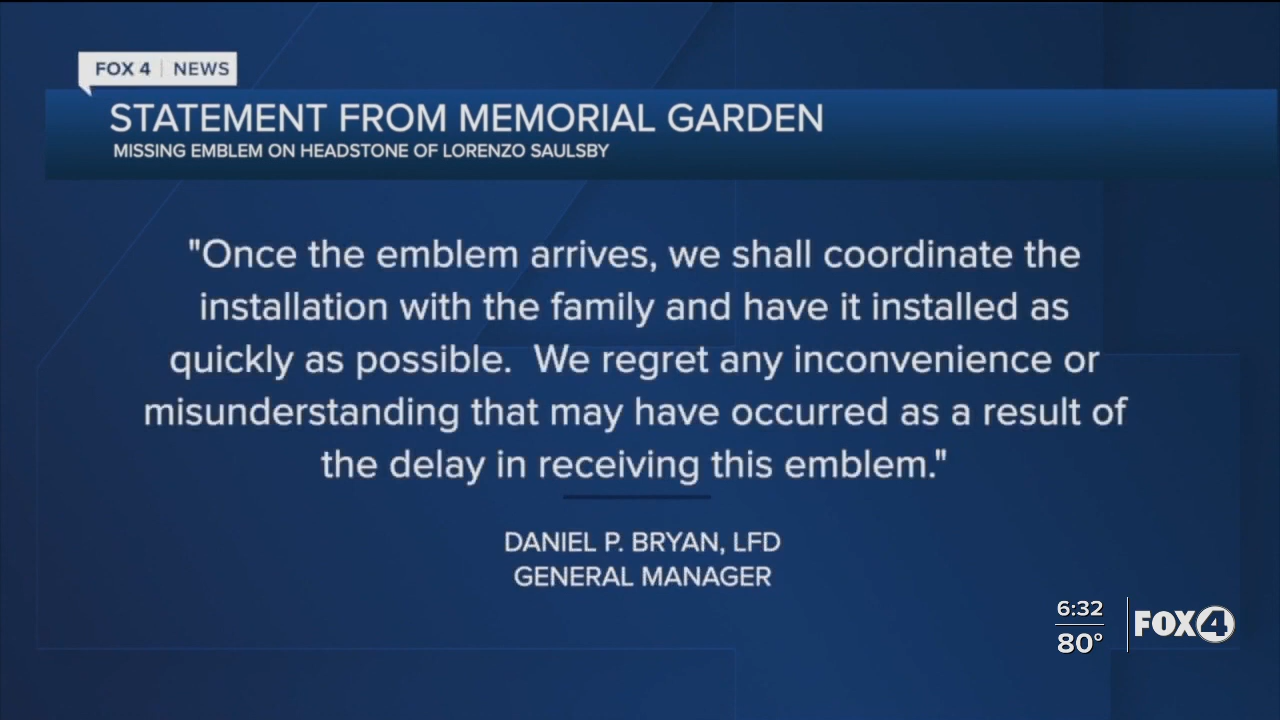 FOX 4 | NEWS
STATEMENT FROM MEMORIAL GARDEN
MISSING EMBLEM ON HEADSTONE OF LORENZO SAULSBY
"Once the emblem arrives, we shall coordinate the
installation with the family and have it installed as
quickly as possible.  We regret any inconvenience or
misunderstanding that may have occurred as a result of
the delay in receiving this emblem."
DANIEL P. BRYAN, LFD
GENERAL MANAGER
6:32
80°
FOX 4